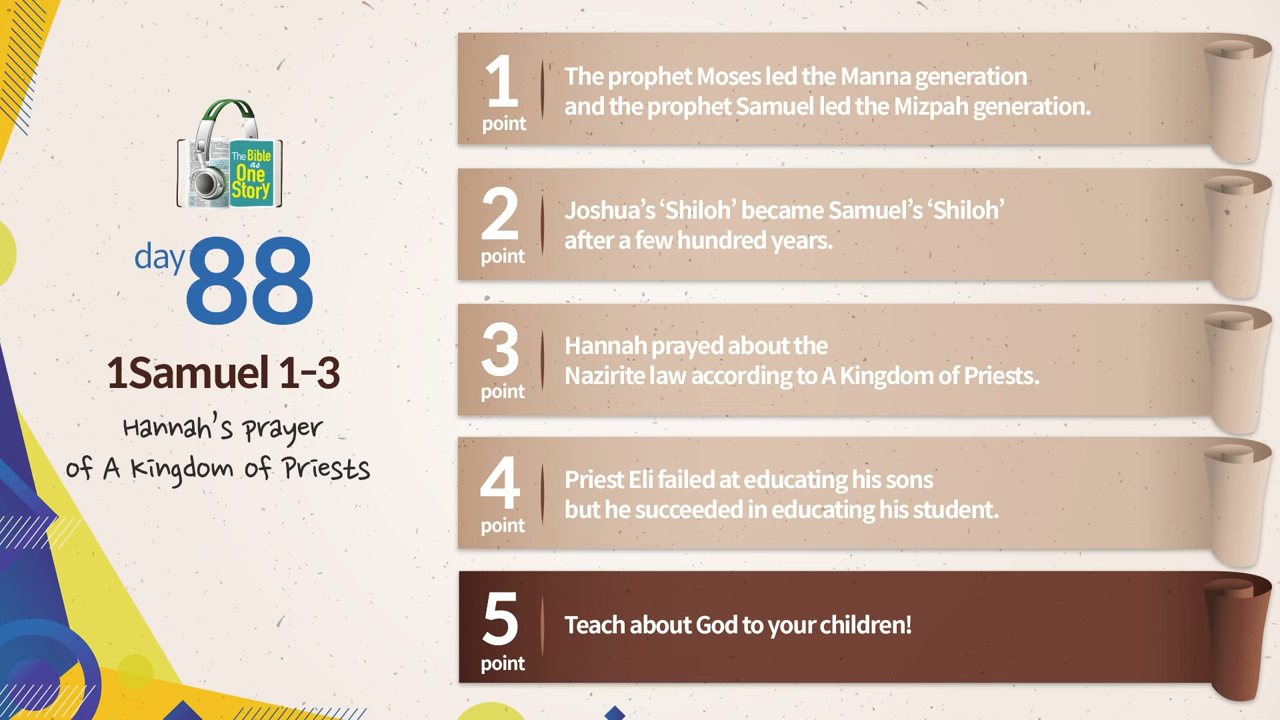 The Bible
as
One
Story
day 88
1Samuel 1-3
Hannah's prayer
of A Kingdom of Priests
1
point
The prophet Moses led the Manna generation
and the prophet Samuel led the Mizpah generation.
2
point
Joshua's ‘Shiloh’ became Samuel's ‘Shiloh’
after a few hundred years.
3
point
Hannah prayed about the
Nazirite law according to A Kingdom of Priests.
4
point
Priest Eli failed at educating his sons
but he succeeded in educating his student.
5
point
Teach about God to your children!